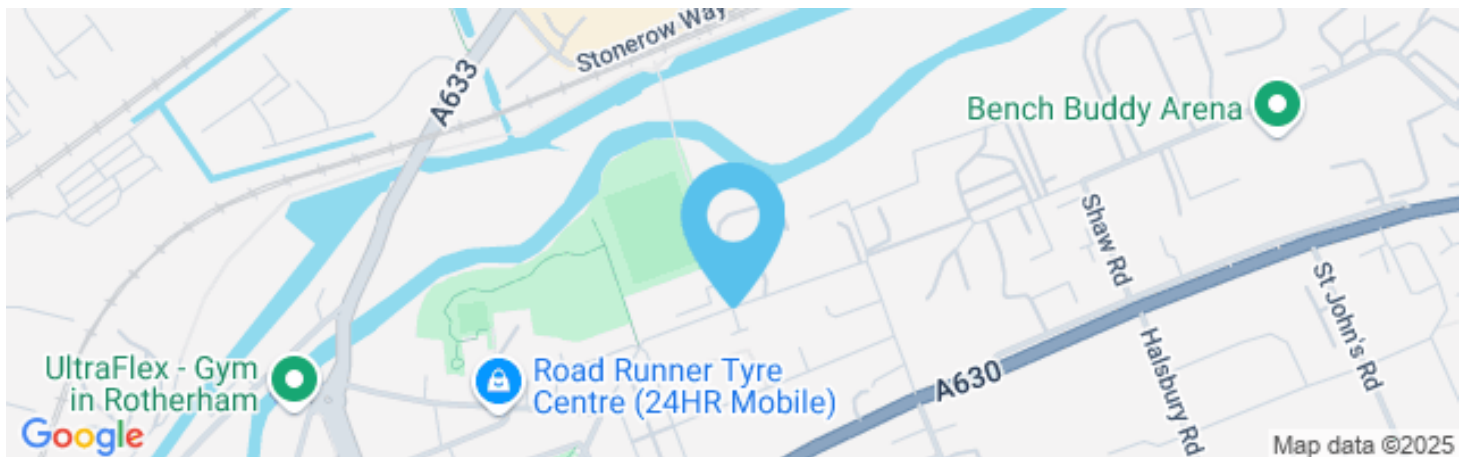 Stonerow Way
A633
Bench Buddy Arena
Shaw Rd
St John's Rd
UltraFlex - Gym
in Rotherham
Road Runner Tyre
Centre (24HR Mobile)
A630
Halsbury Rd
Google
Map data ©2025